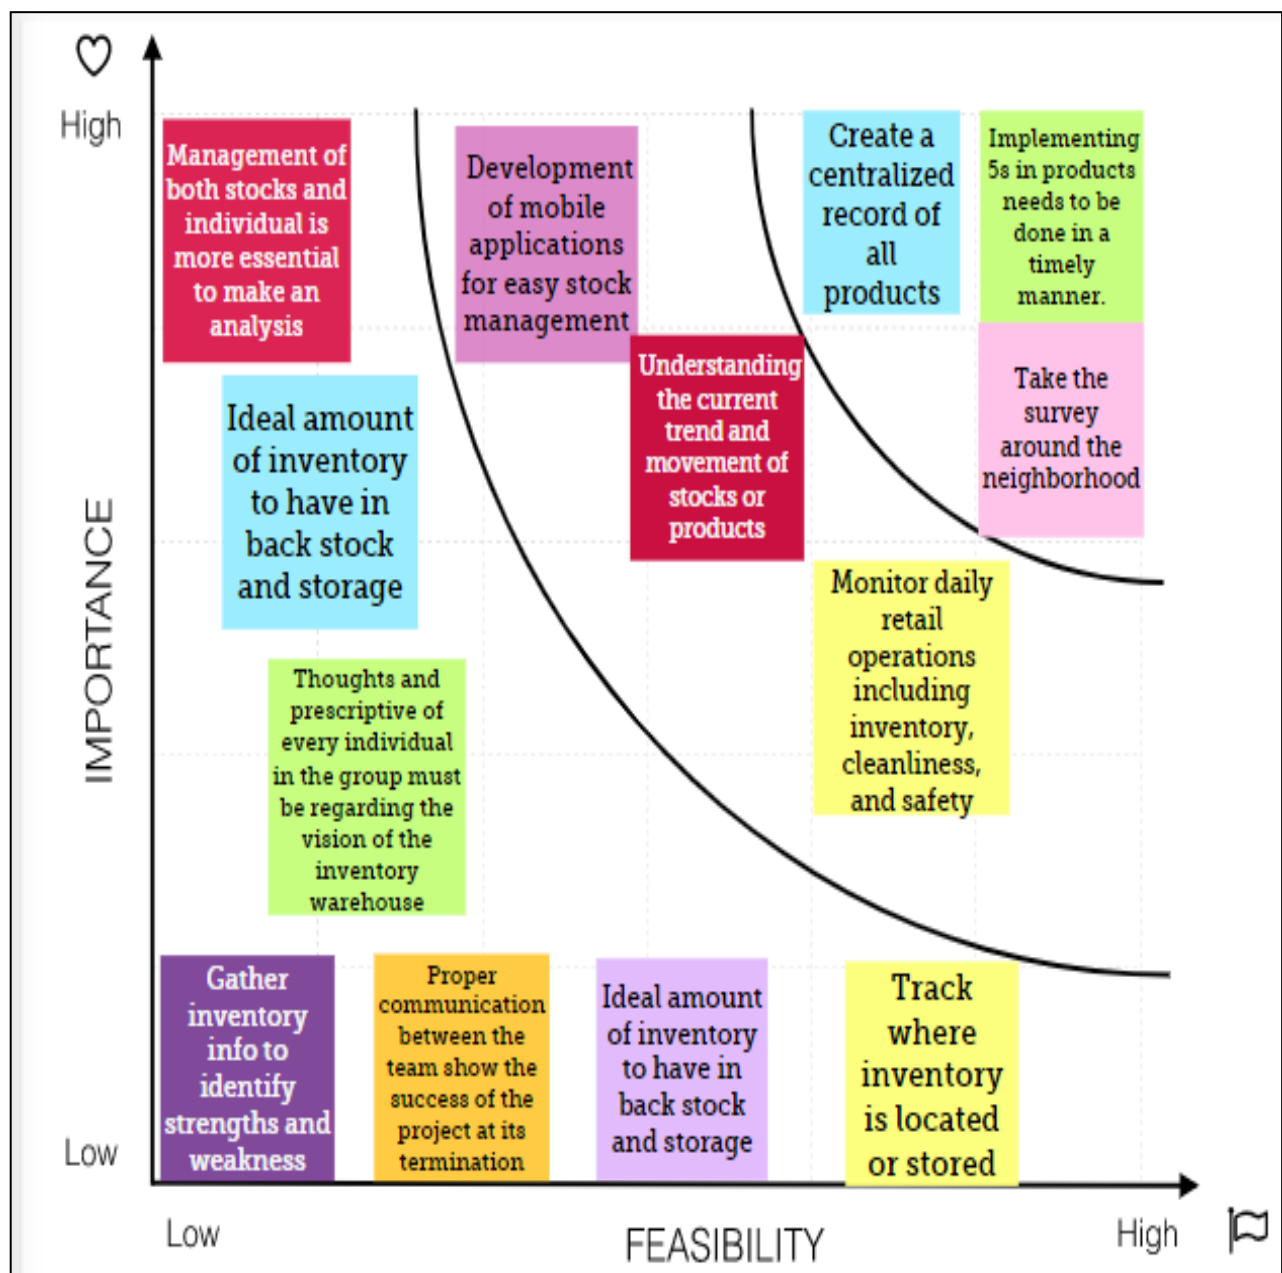 High
Management of
both stocks and
individual is
more essential
to make an
analysis
Development
of mobile
applications
for easy stock
management
Create a
centralized
record of
all
products
Implementing
5s in products
needs to be
done in a
timely
manner.
Understanding
the current
trend and
movement of
stocks or
products
Take the
survey
around the
neighborhood
Ideal amount
of inventory
to have in
back stock
and storage
IMPORTANCE
Monitor daily
retail
operations
including
inventory,
cleanliness,
and safety
Thoughts and
prescriptive of
every individual
in the group must
be regarding the
vision of the
inventory
warehouse
Gather
inventory
info to
identify
strengths and
weakness
Proper
communication
between the
team show the
success of the
project at its
termination
Ideal amount
of inventory
to have in
back stock
and storage
Track
where
inventory
is located
or stored
Low
Low
FEASIBILITY
High